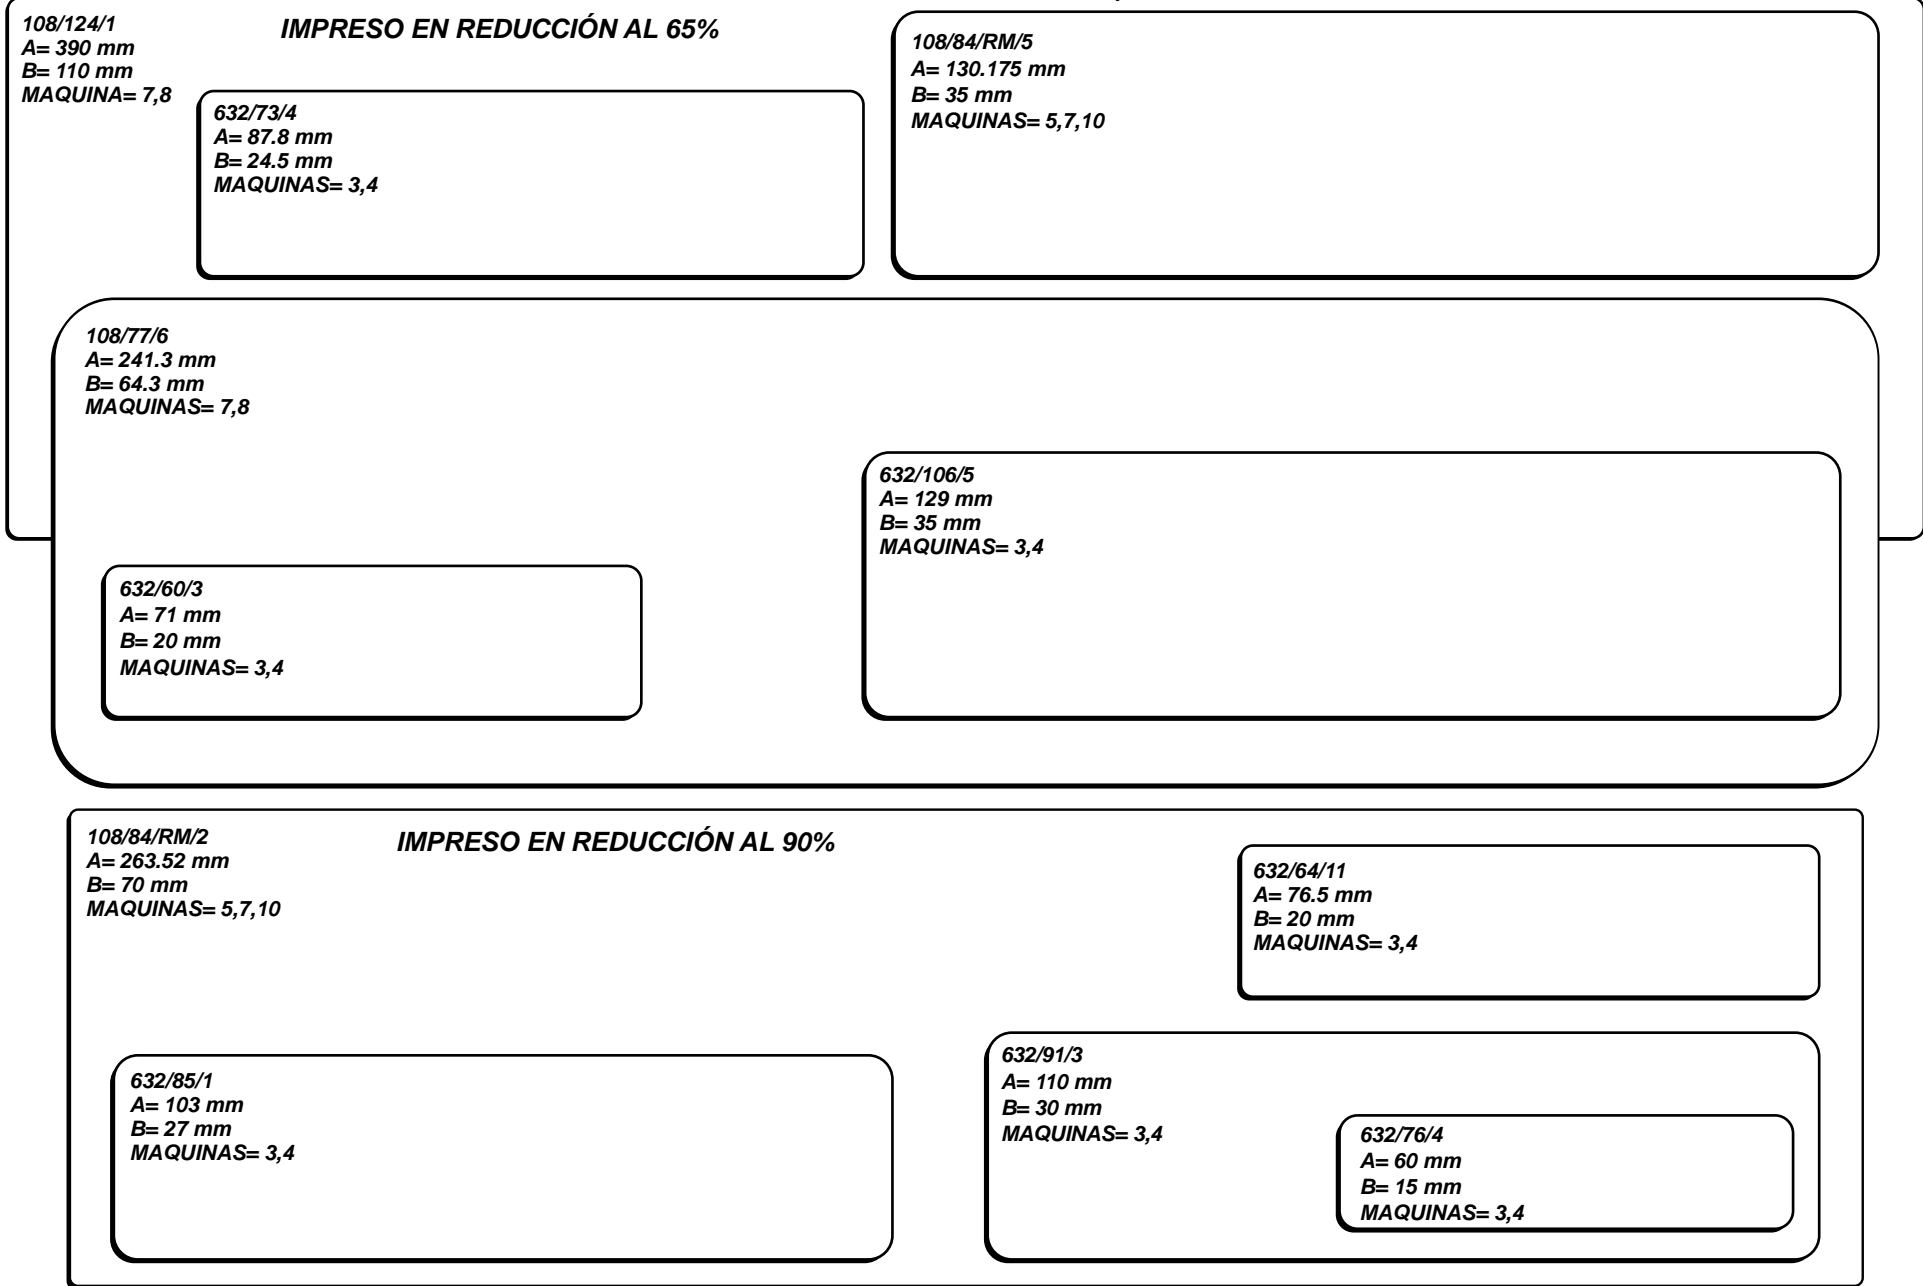 108/124/1
A= 390 mm
B= 110 mm
MAQUINA= 7,8
IMPRESO EN REDUCCIÓN AL 65%
632/73/4
A= 87.8 mm
B= 24.5 mm
MAQUINAS= 3,4
108/84/RM/5
A= 130.175 mm
B= 35 mm
MAQUINAS= 5,7,10
108/77/6
A= 241.3 mm
B= 64.3 mm
MAQUINAS= 7,8
632/106/5
A= 129 mm
B= 35 mm
MAQUINAS= 3,4
632/60/3
A= 71 mm
B= 20 mm
MAQUINAS= 3,4
108/84/RM/2
A= 263.52 mm
B= 70 mm
MAQUINAS= 5,7,10
IMPRESO EN REDUCCIÓN AL 90%
632/64/11
A= 76.5 mm
B= 20 mm
MAQUINAS= 3,4
632/85/1
A= 103 mm
B= 27 mm
MAQUINAS= 3,4
632/91/3
A= 110 mm
B= 30 mm
MAQUINAS= 3,4
632/76/4
A= 60 mm
B= 15 mm
MAQUINAS= 3,4